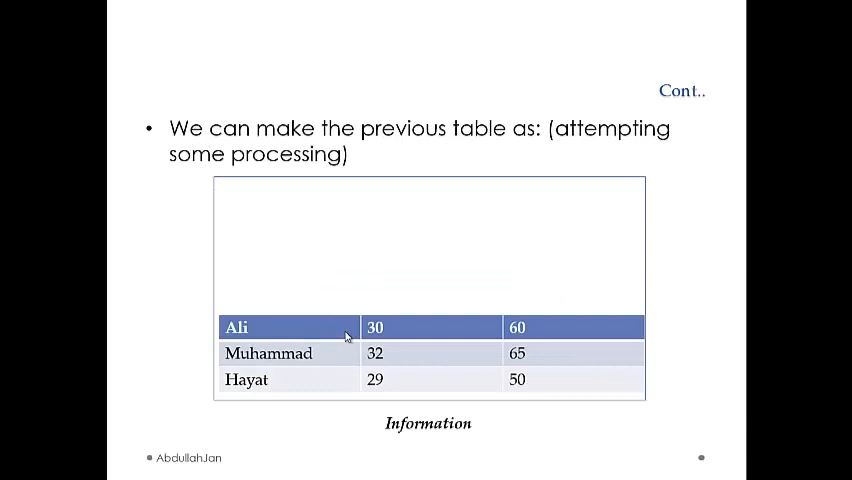 Cont..
• We can make the previous table as: (attempting
some processing)
Ali 30 60
Muhammad 32 65
Hayat 29 50
Information
AbdullahJan